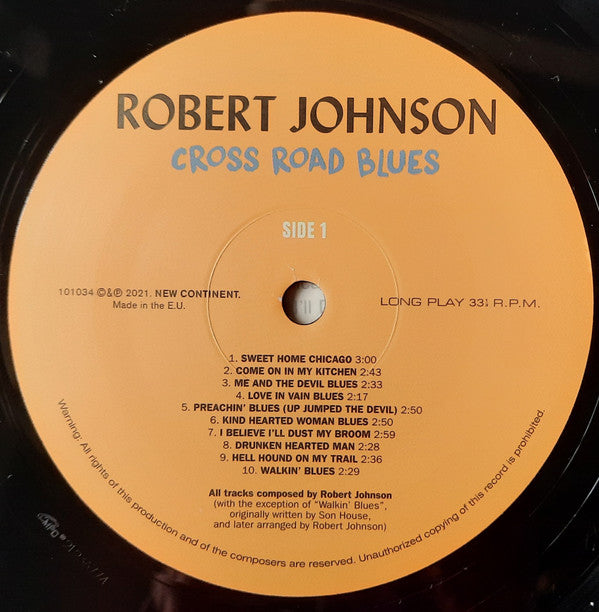 ROBERT JOHNSON
CROSS ROAD BLUES
SIDE 1
101034 ©&℗ 2021. NEW CONTINENT.
Made in the E.U.
LONG PLAY 33⅓ R.P.M.
1. SWEET HOME CHICAGO 3:00
2. COME ON IN MY KITCHEN 2:43
3. ME AND THE DEVIL BLUES 2:33
4. LOVE IN VAIN BLUES 2:17
5. PREACHIN' BLUES (UP JUMPED THE DEVIL) 2:50
6. KIND HEARTED WOMAN BLUES 2:50
7. I BELIEVE I'LL DUST MY BROOM 2:59
8. DRUNKEN HEARTED MAN 2:28
9. HELL HOUND ON MY TRAIL 2:36
10. WALKIN' BLUES 2:29
All tracks composed by Robert Johnson
(with the exception of "Walkin' Blues",
originally written by Son House,
and later arranged by Robert Johnson)
Warning: All rights of this production and of the composers are reserved. Unauthorized copying of this record is prohibited.